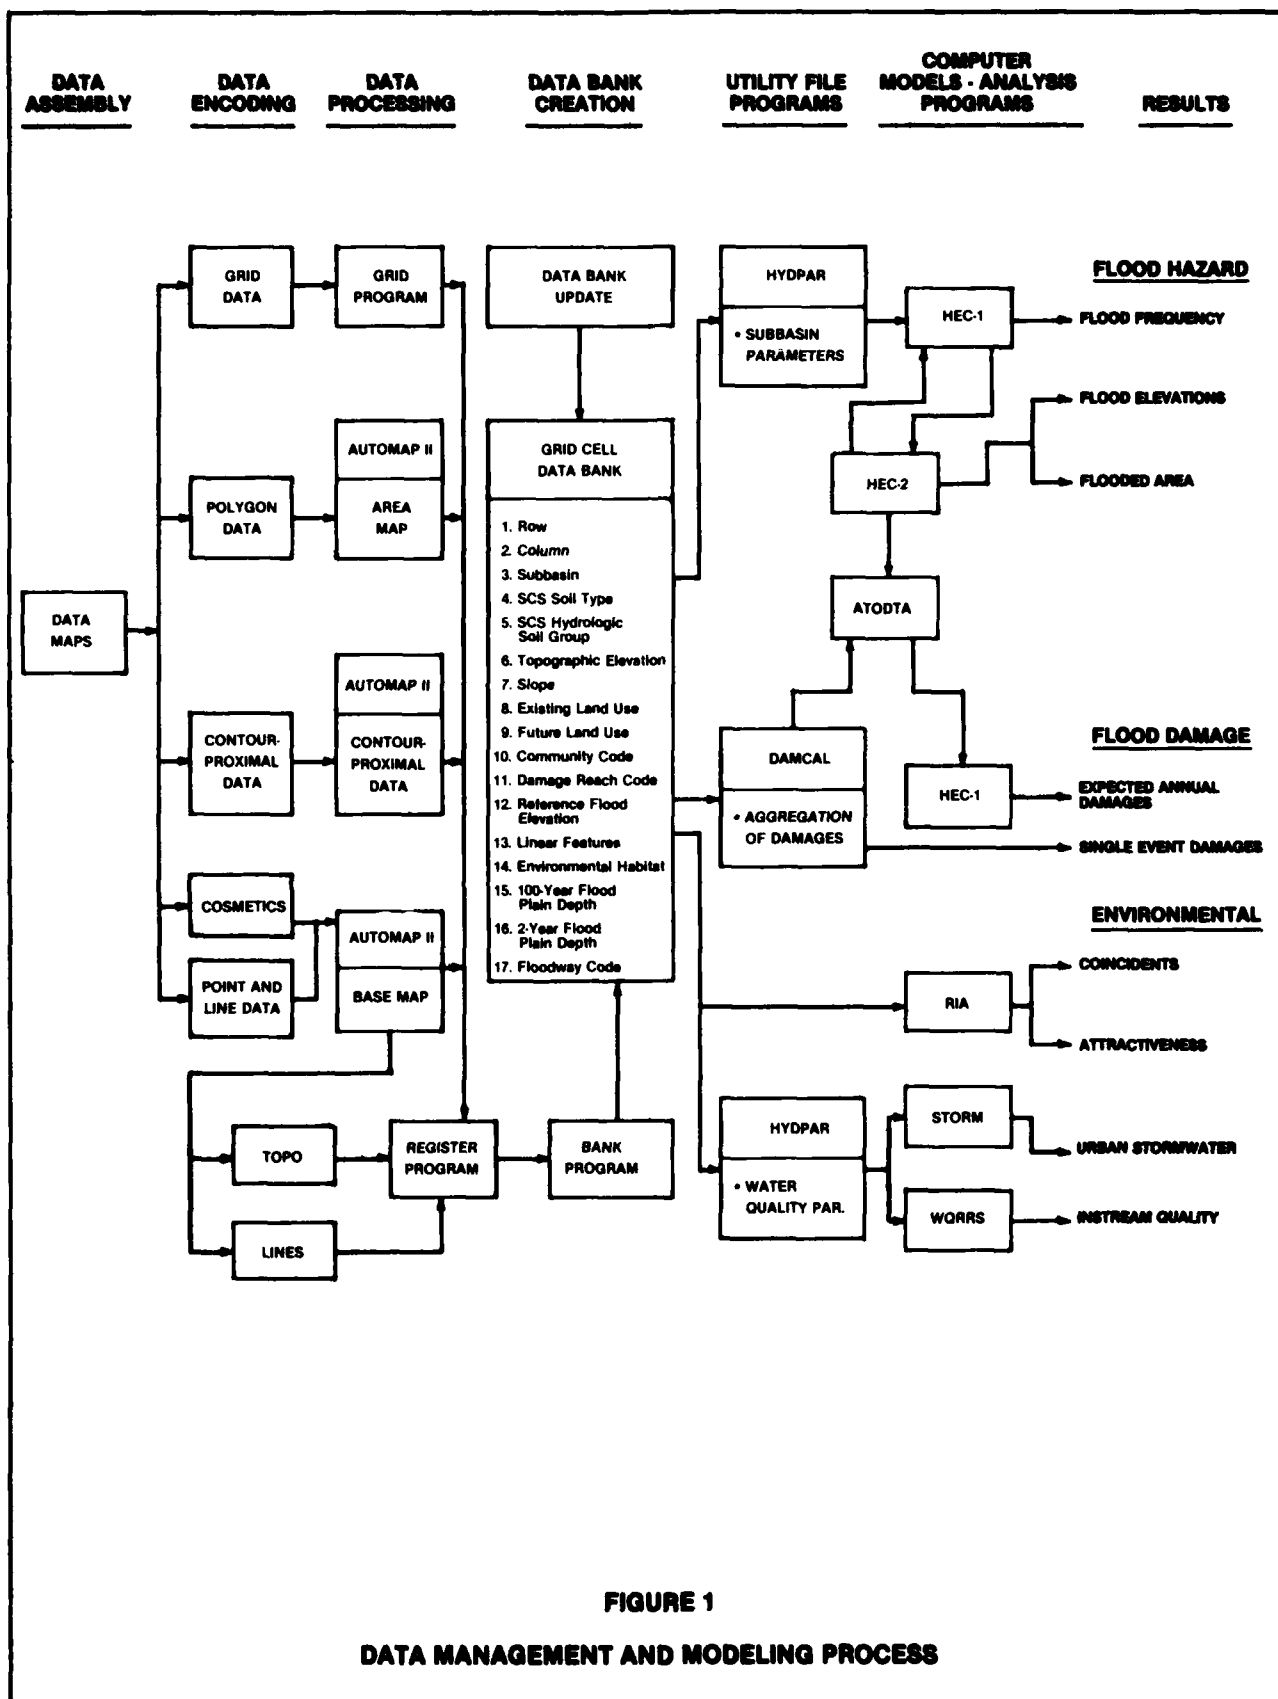 DATA
ASSEMBLY
DATA
ENCODING
DATA
PROCESSING
DATA BANK
CREATION
UTILITY FILE
PROGRAMS
COMPUTER
MODELS - ANALYSIS
PROGRAMS
RESULTS
DATA
MAPS
GRID
DATA
POLYGON
DATA
CONTOUR-
PROXIMAL
DATA
COSMETICS
POINT AND
LINE DATA
TOPO
LINES
GRID
PROGRAM
AUTOMAP II
AREA
MAP
AUTOMAP II
CONTOUR-
PROXIMAL
DATA
AUTOMAP II
BASE MAP
REGISTER
PROGRAM
DATA BANK
UPDATE
GRID CELL
DATA BANK
1. Row
2. Column
3. Subbasin
4. SCS Soil Type
5. SCS Hydrologic
Soil Group
6. Topographic Elevation
7. Slope
8. Existing Land Use
9. Future Land Use
10. Community Code
11. Damage Reach Code
12. Reference Flood
Elevation
13. Linear Features
14. Environmental Habitat
15. 100-Year Flood
Plain Depth
16. 2-Year Flood
Plain Depth
17. Floodway Code
BANK
PROGRAM
HYDPAR
• SUBBASIN
PARAMETERS
DAMCAL
• AGGREGATION
OF DAMAGES
HYDPAR
• WATER
QUALITY PAR.
HEC-1
HEC-2
ATODTA
HEC-1
RIA
STORM
WQRRS
FLOOD HAZARD
FLOOD FREQUENCY
FLOOD ELEVATIONS
FLOODED AREA
FLOOD DAMAGE
EXPECTED ANNUAL
DAMAGES
SINGLE EVENT DAMAGES
ENVIRONMENTAL
COINCIDENTS
ATTRACTIVENESS
URBAN STORMWATER
INSTREAM QUALITY
FIGURE 1
DATA MANAGEMENT AND MODELING PROCESS